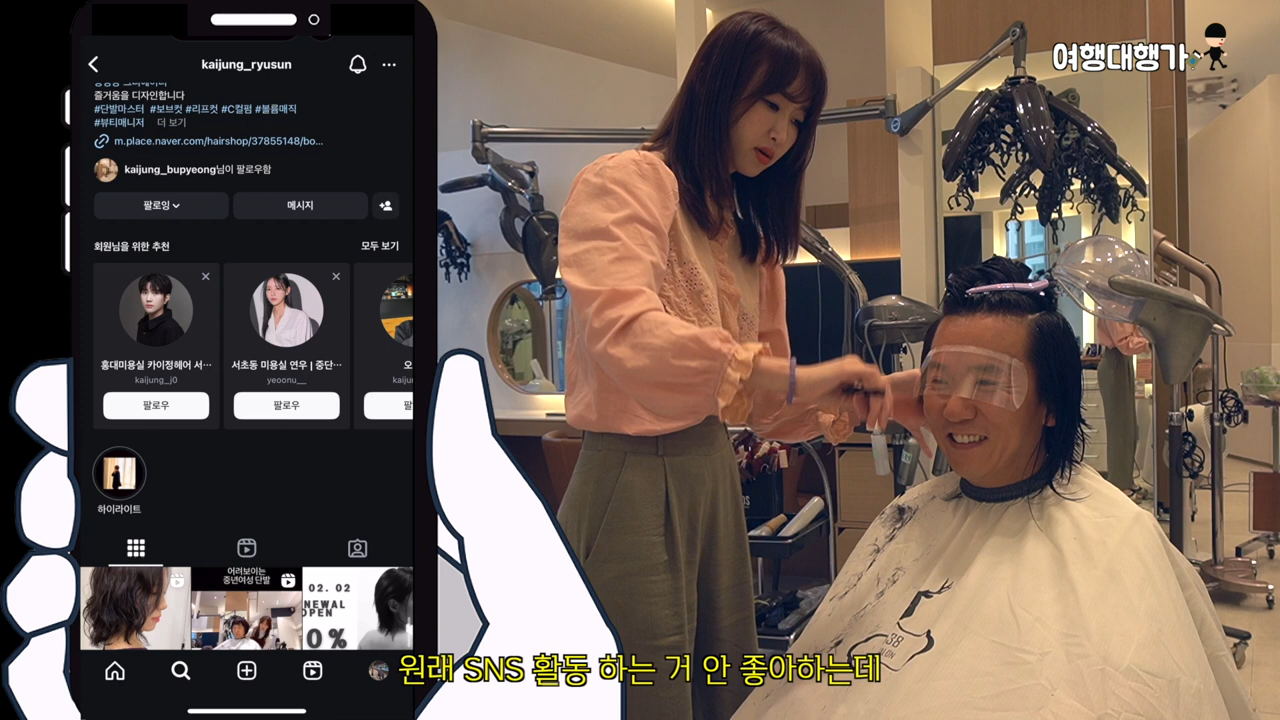 kaijung_ryusun
즐거움을 디자인합니다
#단발마스터 #보브컷 #리프컷 #C컬펌 #볼륨매직
#뷰티매니저 더 보기
m.place.naver.com/hairshop/37855148/bo...
kaijung_bupyeong님이 팔로우함
팔로잉 메시지
회원님을 위한 추천 모두 보기
홍대미용실 카이정헤어 서...
kaijung_j0
팔로우
서초동 미용실 연우 | 중단...
yeoonu__
팔로우
하이라이트
어려보이는
중년여성 단발
02. 02
NEWAL
OPEN
0 %
여행대행가
38
원래 SNS 활동 하는 거 안 좋아하는데